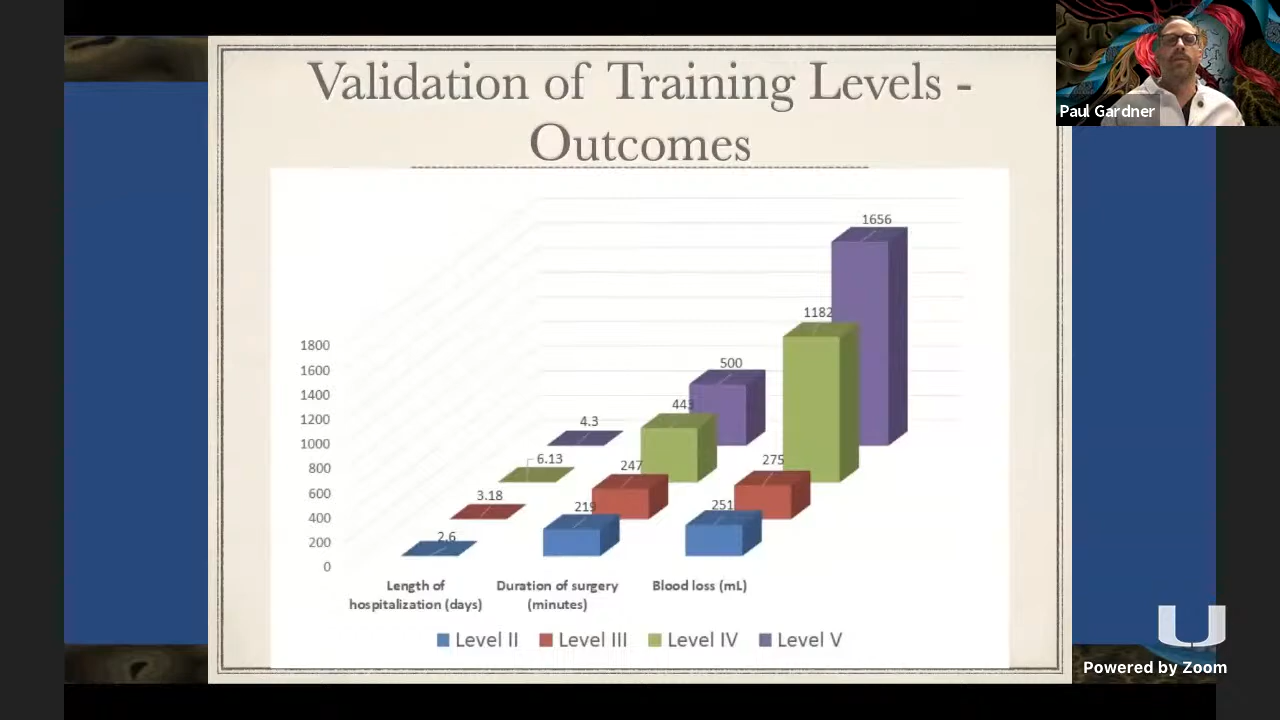 Validation of Training Levels -
Outcomes
Paul Gardner
1656
1182
500
443
4.3
6.13
247
275
3.18
219
251
2.6
1800
1600
1400
1200
1000
800
600
400
200
0
Length of
hospitalization (days)
Duration of surgery
(minutes)
Blood loss (mL)
Level II
Level III
Level IV
Level V
U
Powered by Zoom